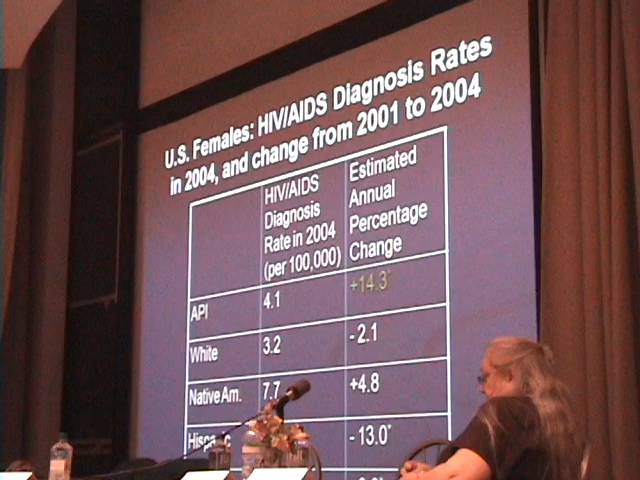 U.S. Females: HIV/AIDS Diagnosis Rates
in 2004, and change from 2001 to 2004
HIV/AIDS
Diagnosis
Rate in 2004
(per 100,000)
Estimated
Annual
Percentage
Change
API 4.1 +14.3*
White 3.2 - 2.1
Native Am. 7.7 +4.8
- 13.0*